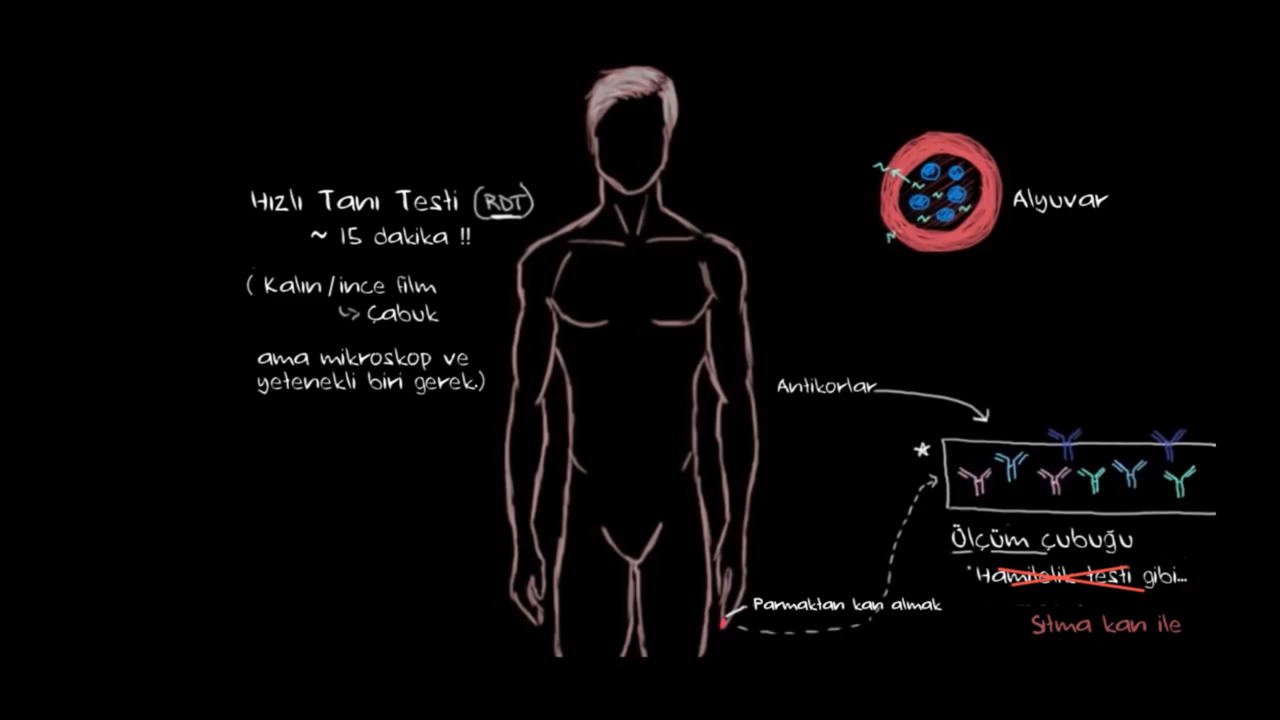 Hızlı Tanı Testi (RDT)
~ 15 dakika !!
( Kalın/ince film
↳ Çabuk
ama mikroskop ve
yetenekli biri gerek.)
Alyuvar
Antikorlar
*
Ölçüm çubuğu
"Hamilelik testi gibi...
Parmaktan kan almak
Sıtma kan ile